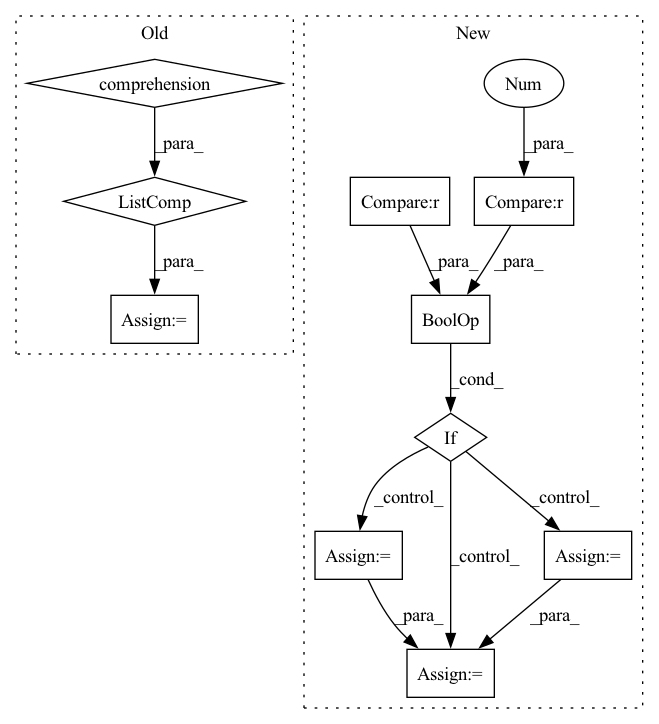 Old
New
comprehension
Num
_para_
_para_
ListComp
Compare:r
Compare:r
_para_
_para_
_para_
Assign:=
BoolOp
_cond_
If
_control_
_control_
Assign:=
_control_
Assign:=
_para_
_para_
Assign:=